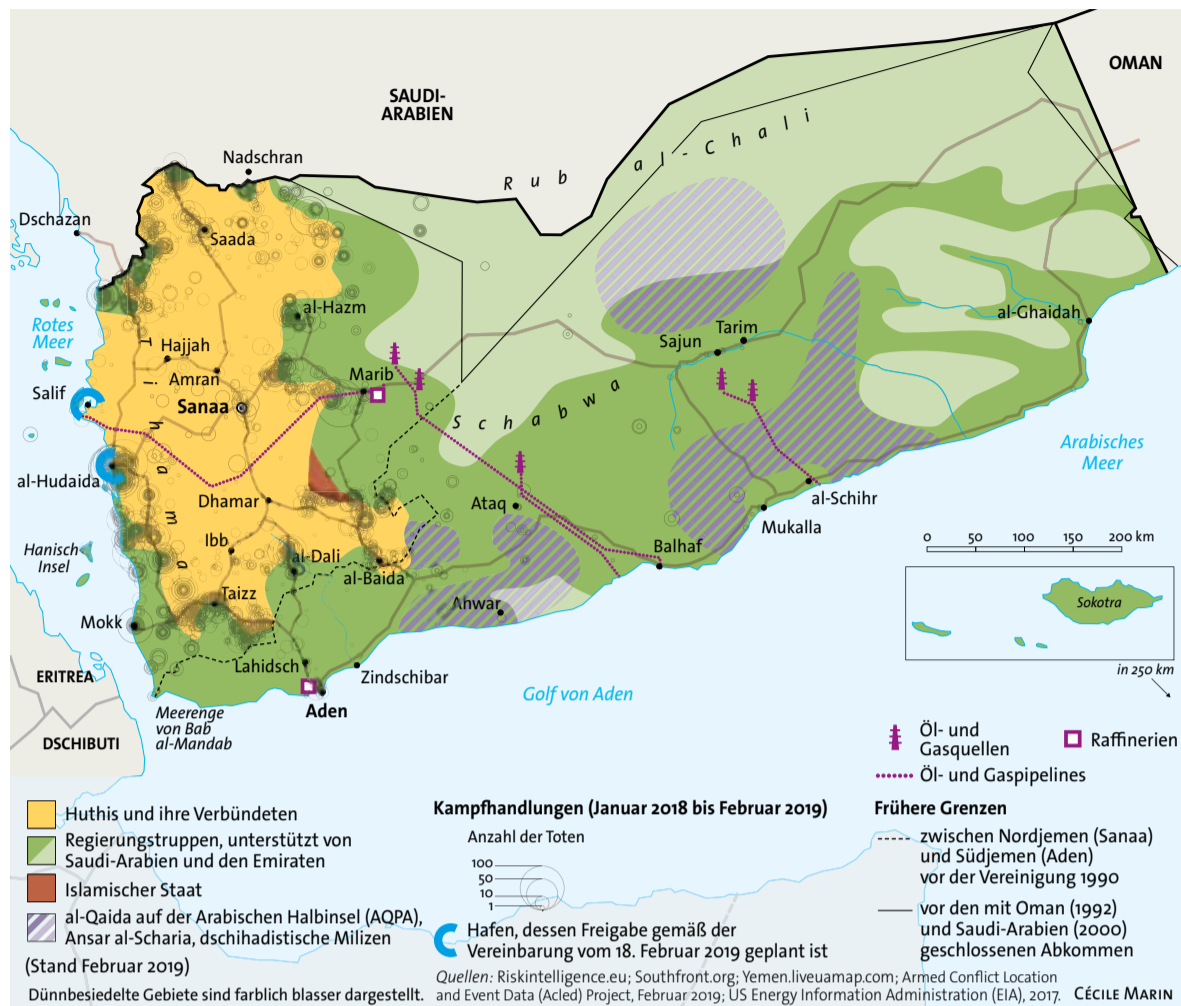 SAUDI-
ARABIEN
OMAN
Rub al-Chali
Nadschran
Dschazan
Saada
Rotes
Meer
al-Hazm
al-Ghaidah
Hajjah
Sajun
Tarim
Amran
Marib
Salif
Sanaa
Schabwa
Tihama
Arabisches
Meer
al-Hudaida
al-Schihr
Dhamar
Ataq
Mukalla
Ibb
Hanisch
Insel
al-Dali
al-Baida
Balhaf
0 50 100 150 200 km
Taizz
Ahwar
Sokotra
Mokk
Lahidsch
Zindschibar
in 250 km
ERITREA
Golf von Aden
Aden
Meerenge
von Bab
al-Mandab
DSCHIBUTI
Öl- und
Gasquellen
Raffinerien
Öl- und Gaspipelines
Huthis und ihre Verbündeten
Regierungstruppen, unterstützt von
Saudi-Arabien und den Emiraten
Islamischer Staat
al-Qaida auf der Arabischen Halbinsel (AQPA),
Ansar al-Scharia, dschihadistische Milizen
(Stand Februar 2019)
Dünnbesiedelte Gebiete sind farblich blasser dargestellt.
Kampfhandlungen (Januar 2018 bis Februar 2019)
Anzahl der Toten
100
50
10
1
Hafen, dessen Freigabe gemäß der
Vereinbarung vom 18. Februar 2019 geplant ist
Frühere Grenzen
zwischen Nordjemen (Sanaa)
und Südjemen (Aden)
vor der Vereinigung 1990
vor den mit Oman (1992)
und Saudi-Arabien (2000)
geschlossenen Abkommen
Quellen: Riskintelligence.eu; Southfront.org; Yemen.liveuamap.com; Armed Conflict Location
and Event Data (Acled) Project, Februar 2019; US Energy Information Administration (EIA), 2017.
CÉCILE MARIN